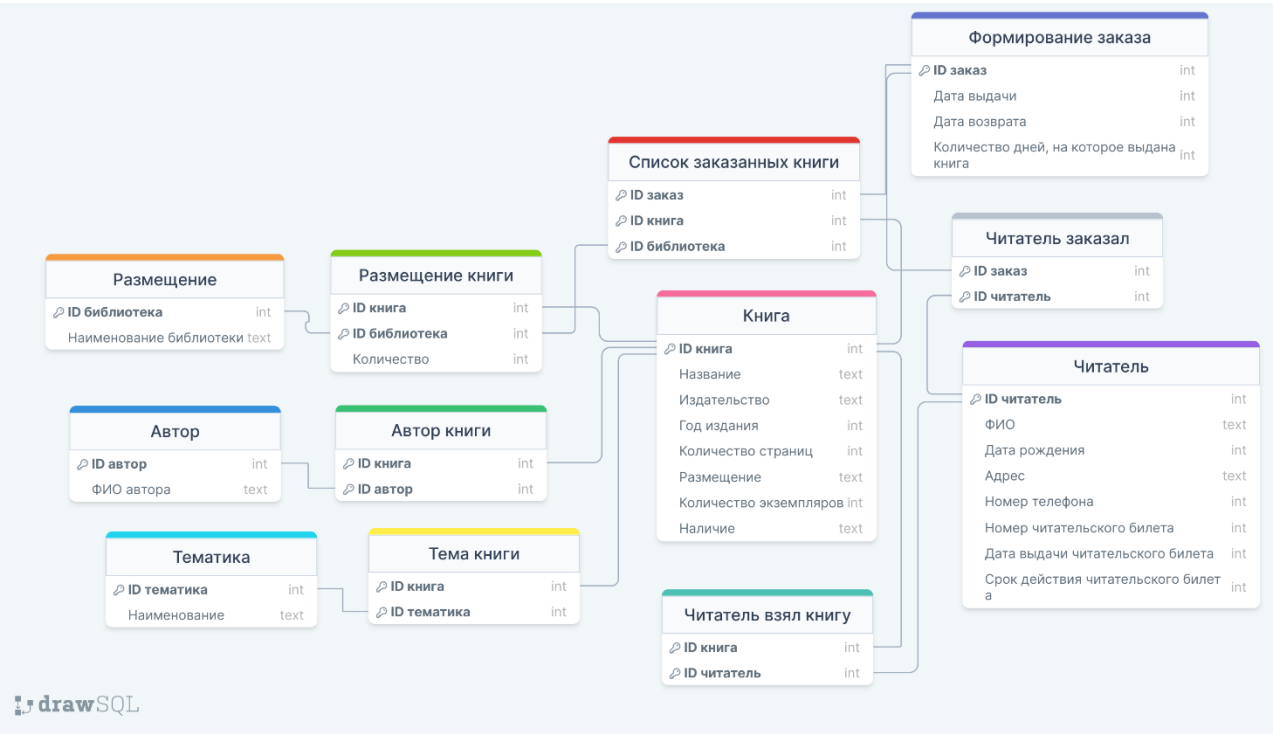 Формирование заказа
ID заказ int
Дата выдачи int
Дата возврата int
Количество дней, на которое выдана
книга int
Список заказанных книги
ID заказ int
ID книга int
ID библиотека int
Читатель заказал
ID заказ int
ID читатель int
Размещение
ID библиотека int
Наименование библиотеки text
Размещение книги
ID книга int
ID библиотека int
Количество int
Книга
ID книга int
Название text
Издательство text
Год издания int
Количество страниц int
Размещение text
Количество экземпляров int
Наличие text
Читатель
ID читатель int
ФИО text
Дата рождения int
Адрес text
Номер телефона int
Номер читательского билета int
Дата выдачи читательского билета int
Срок действия читательского билет
а int
Автор
ID автор int
ФИО автора text
Автор книги
ID книга int
ID автор int
Тематика
ID тематика int
Наименование text
Тема книги
ID книга int
ID тематика int
Читатель взял книгу
ID книга int
ID читатель int
drawSQL